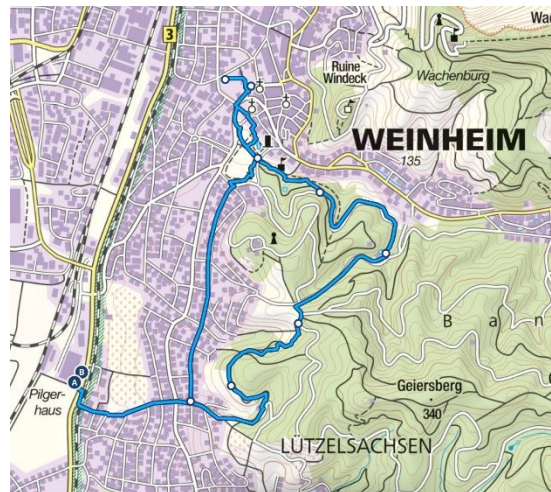 3
Wa
Ruine
Windeck
Wachenburg
WEINHEIM
135
B a n
B
A
Pilger-
haus
Geiersberg
340
LÜTZELSACHSEN